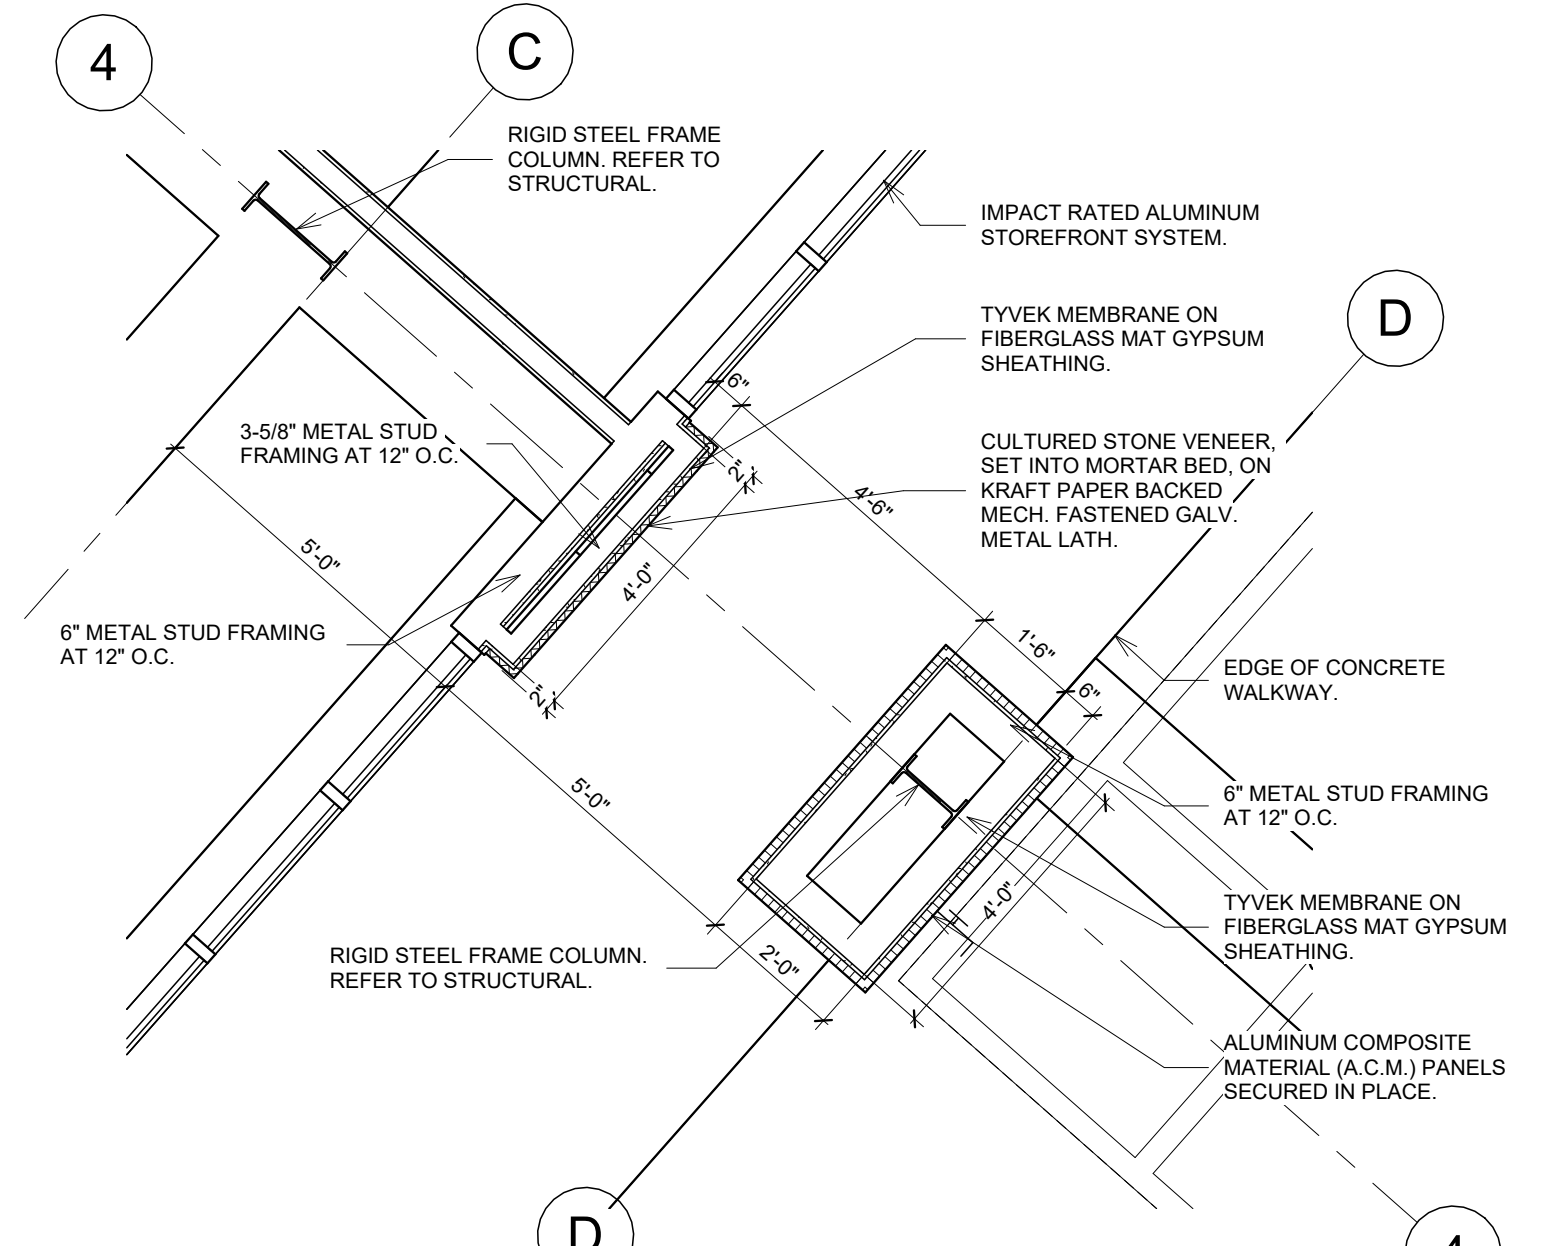 4
C
RIGID STEEL FRAME
COLUMN. REFER TO
STRUCTURAL.
IMPACT RATED ALUMINUM
STOREFRONT SYSTEM.
TYVEK MEMBRANE ON
FIBERGLASS MAT GYPSUM
SHEATHING.
D
6"
3-5/8" METAL STUD
FRAMING AT 12" O.C.
CULTURED STONE VENEER,
SET INTO MORTAR BED, ON
KRAFT PAPER BACKED
MECH. FASTENED GALV.
METAL LATH.
2"
4'-6"
5'-0"
4'-0"
6" METAL STUD FRAMING
AT 12" O.C.
1'-6"
EDGE OF CONCRETE
WALKWAY.
2"
6"
5'-0"
6" METAL STUD FRAMING
AT 12" O.C.
4'-0"
TYVEK MEMBRANE ON
FIBERGLASS MAT GYPSUM
SHEATHING.
RIGID STEEL FRAME COLUMN.
REFER TO STRUCTURAL.
2'-0"
ALUMINUM COMPOSITE
MATERIAL (A.C.M.) PANELS
SECURED IN PLACE.
D
4